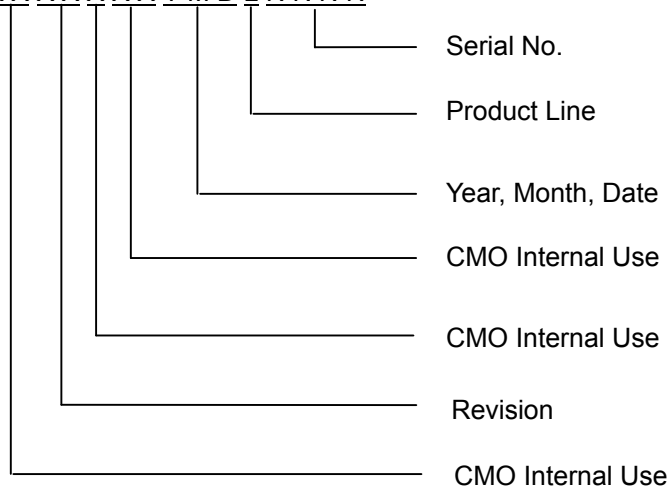 Serial No.
Product Line
Year, Month, Date
CMO Internal Use
CMO Internal Use
Revision
CMO Internal Use